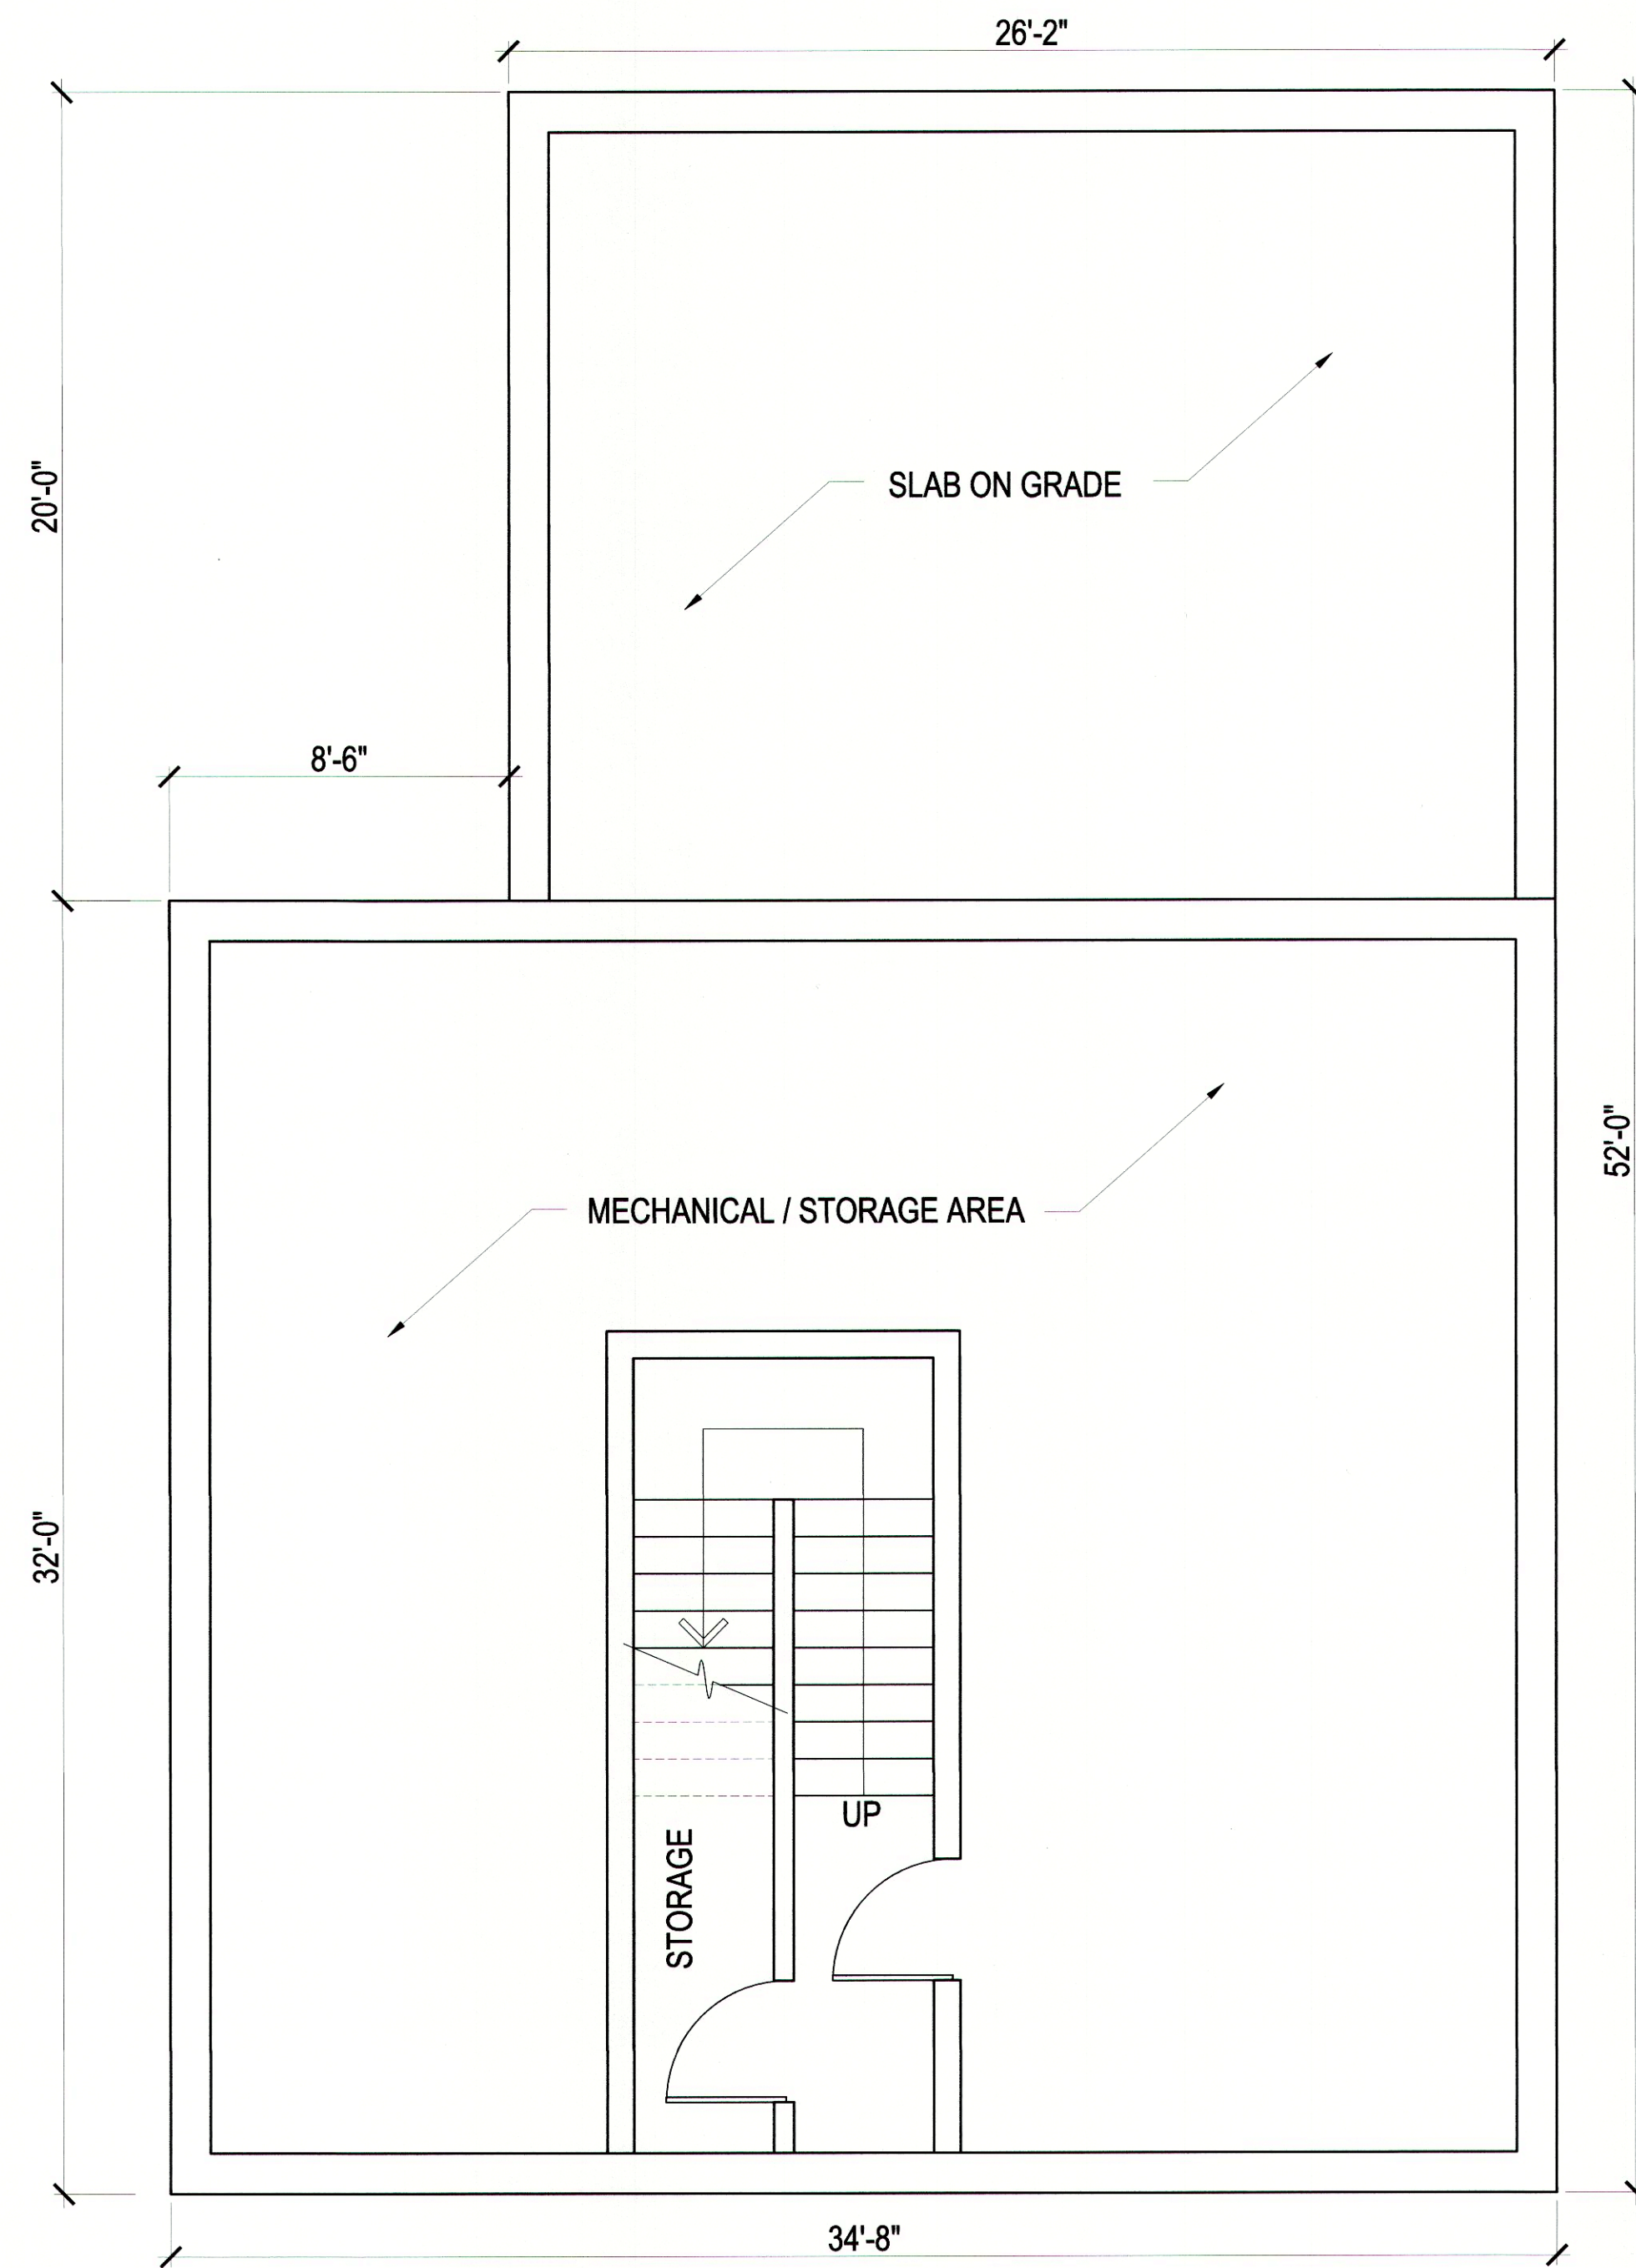 26'-2"
20'-0"
SLAB ON GRADE
8'-6"
52'-0"
MECHANICAL / STORAGE AREA
32'-0"
UP
STORAGE
34'-8"